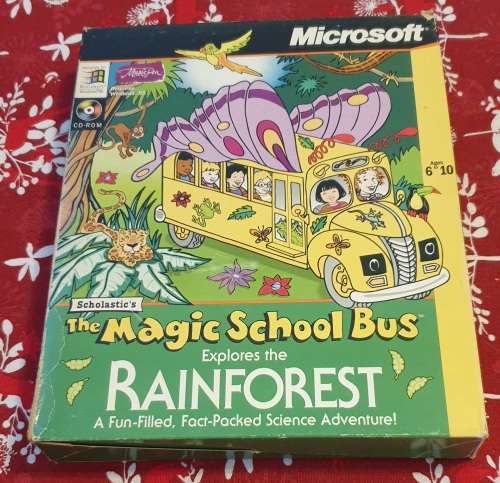 Microsoft®
CD-ROM
Ages
6 to 10
Scholastic's
The Magic School Bus™
Explores the
RAINFOREST
A Fun-Filled, Fact-Packed Science Adventure!